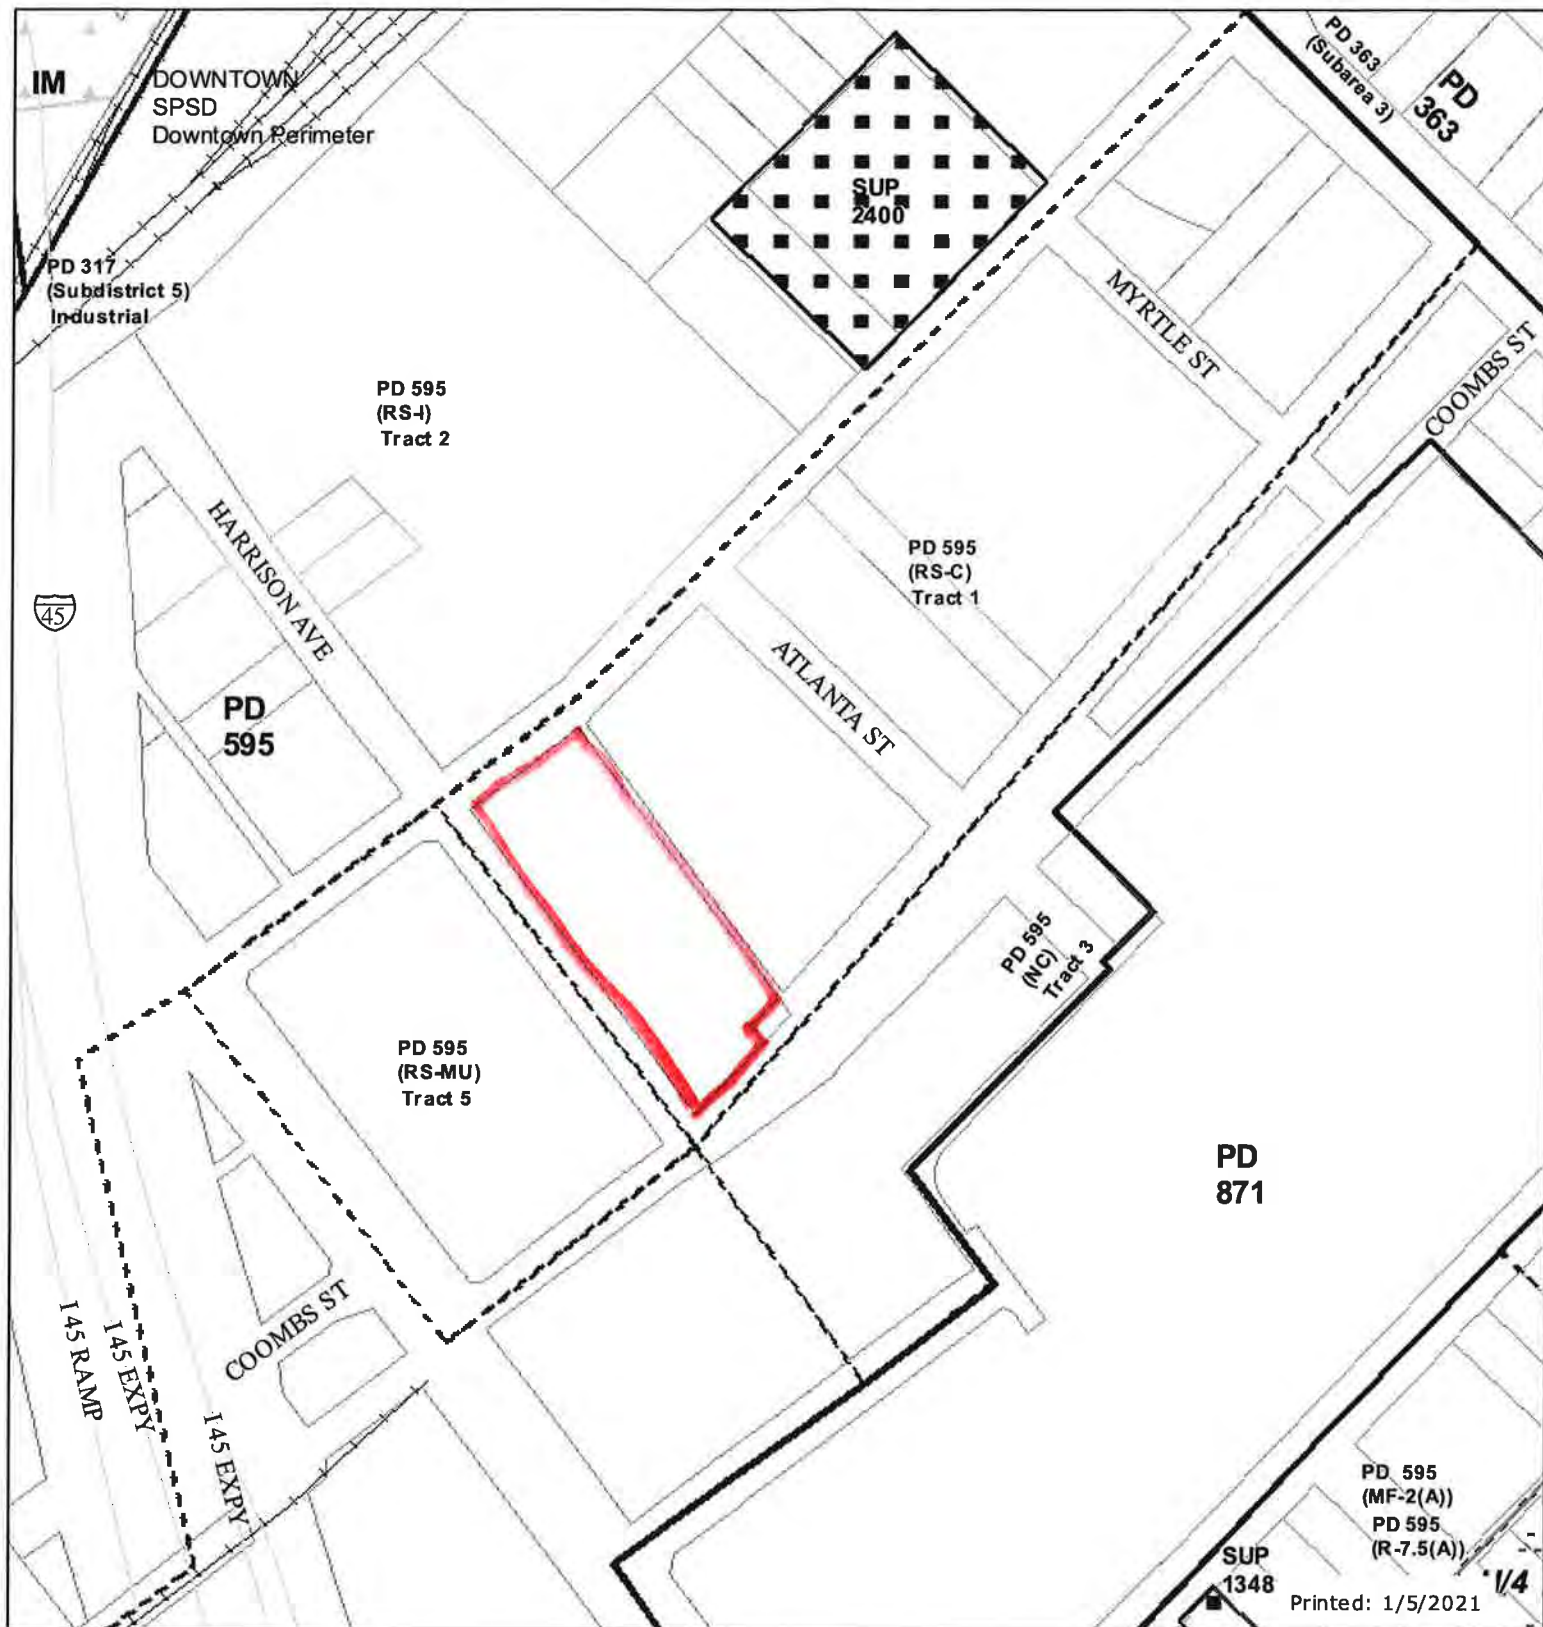 IM
DOWNTOWN
SPSD
Downtown Perimeter
PD 363
(Subarea 3)
PD
363
SUP
2400
PD 317
(Subdistrict 5)
Industrial
MYRTLE ST
COOMBS ST
PD 595
(RS-I)
Tract 2
HARRISON AVE
PD 595
(RS-C)
Tract 1
45
ATLANTA ST
PD
595
PD 595
(NC)
Tract 3
PD 595
(RS-MU)
Tract 5
PD
871
COOMBS ST
I 45 RAMP
I 45 EXPY
I 45 EXPY
PD 595
(MF-2(A))
PD 595
(R-7.5(A))
SUP
1348
Printed: 1/5/2021